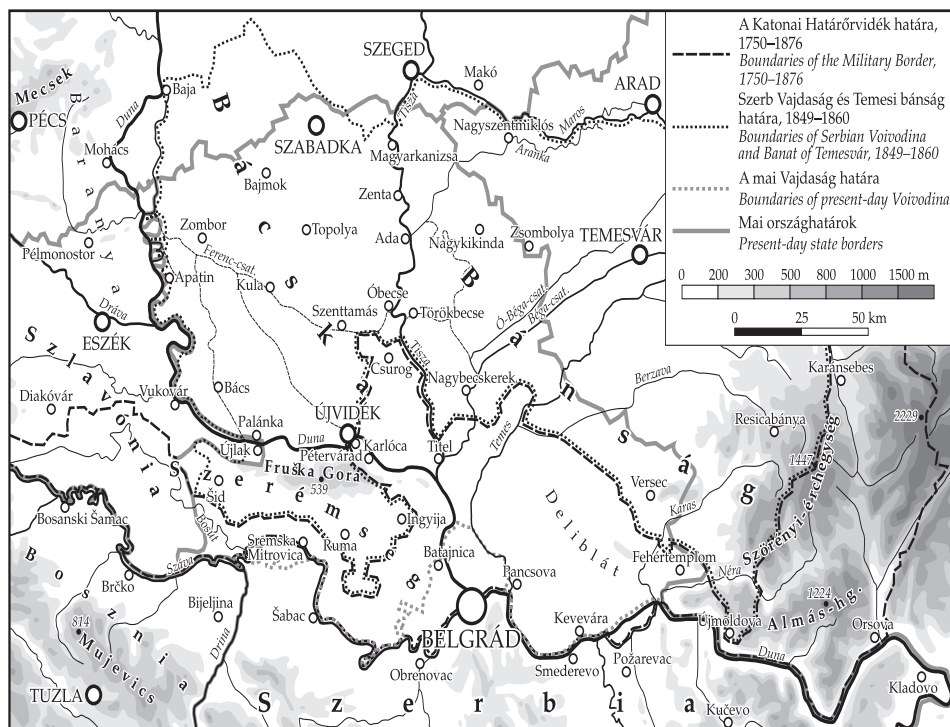 A Katonai Határőrvidék határa,
1750–1876
Boundaries of the Military Border,
1750–1876
Szerb Vajdaság és Temesi bánság
határa, 1849–1860
Boundaries of Serbian Voivodina
and Banat of Temesvár, 1849–1860
A mai Vajdaság határa
Boundaries of present-day Voivodina
Mai országhatárok
Present-day state borders
0 200 300 500 800 1000 1500 m
0 25 50 km
Mecsek
PÉCS
Baranya
Duna
Baja
Mohács
SZEGED
Makó
ARAD
Tisza
Nagyszentmiklós
Maros
Aranka
SZABADKA
Magyarkanizsa
Bajmok
Zenta
Bácska
Zombor
Topolya
Ada
Nagykikinda
Zsombolya
TEMESVÁR
Pélmonostor
Ferenc-csat.
Apatin
Kula
Óbecse
Szenttamás
Törökbecse
Ó-Béga-csat.
Béga-csat.
Bánság
Dráva
ESZÉK
Csurog
Tisza
Nagybecskerek
Berzava
Karánsebes
Szlavónia
Diakóvár
Vukovár
Bács
Resicabánya
2229
Palánka
ÚJVIDÉK
Duna
Karlóca
Titel
Temes
Újlak
Pétervárad
Fruška Gora
539
1447
Szerémség
Šid
Versec
Karas
Szörényi-érchegység
Deliblát
Bosanski Šamac
Bosut
Ingyija
Sremska
Mitrovica
Ruma
Batajnica
Fehértemplom
Néra
Száva
Brčko
Pancsova
1224
Almás-hg.
Bosznia
Bijeljina
Šabac
BELGRÁD
Kevevára
Újmoldova
Orsova
814
Mujevics
Drina
Obrenovac
Smederevo
Požarevac
Duna
TUZLA
Szerbia
Kučevo
Kladovo